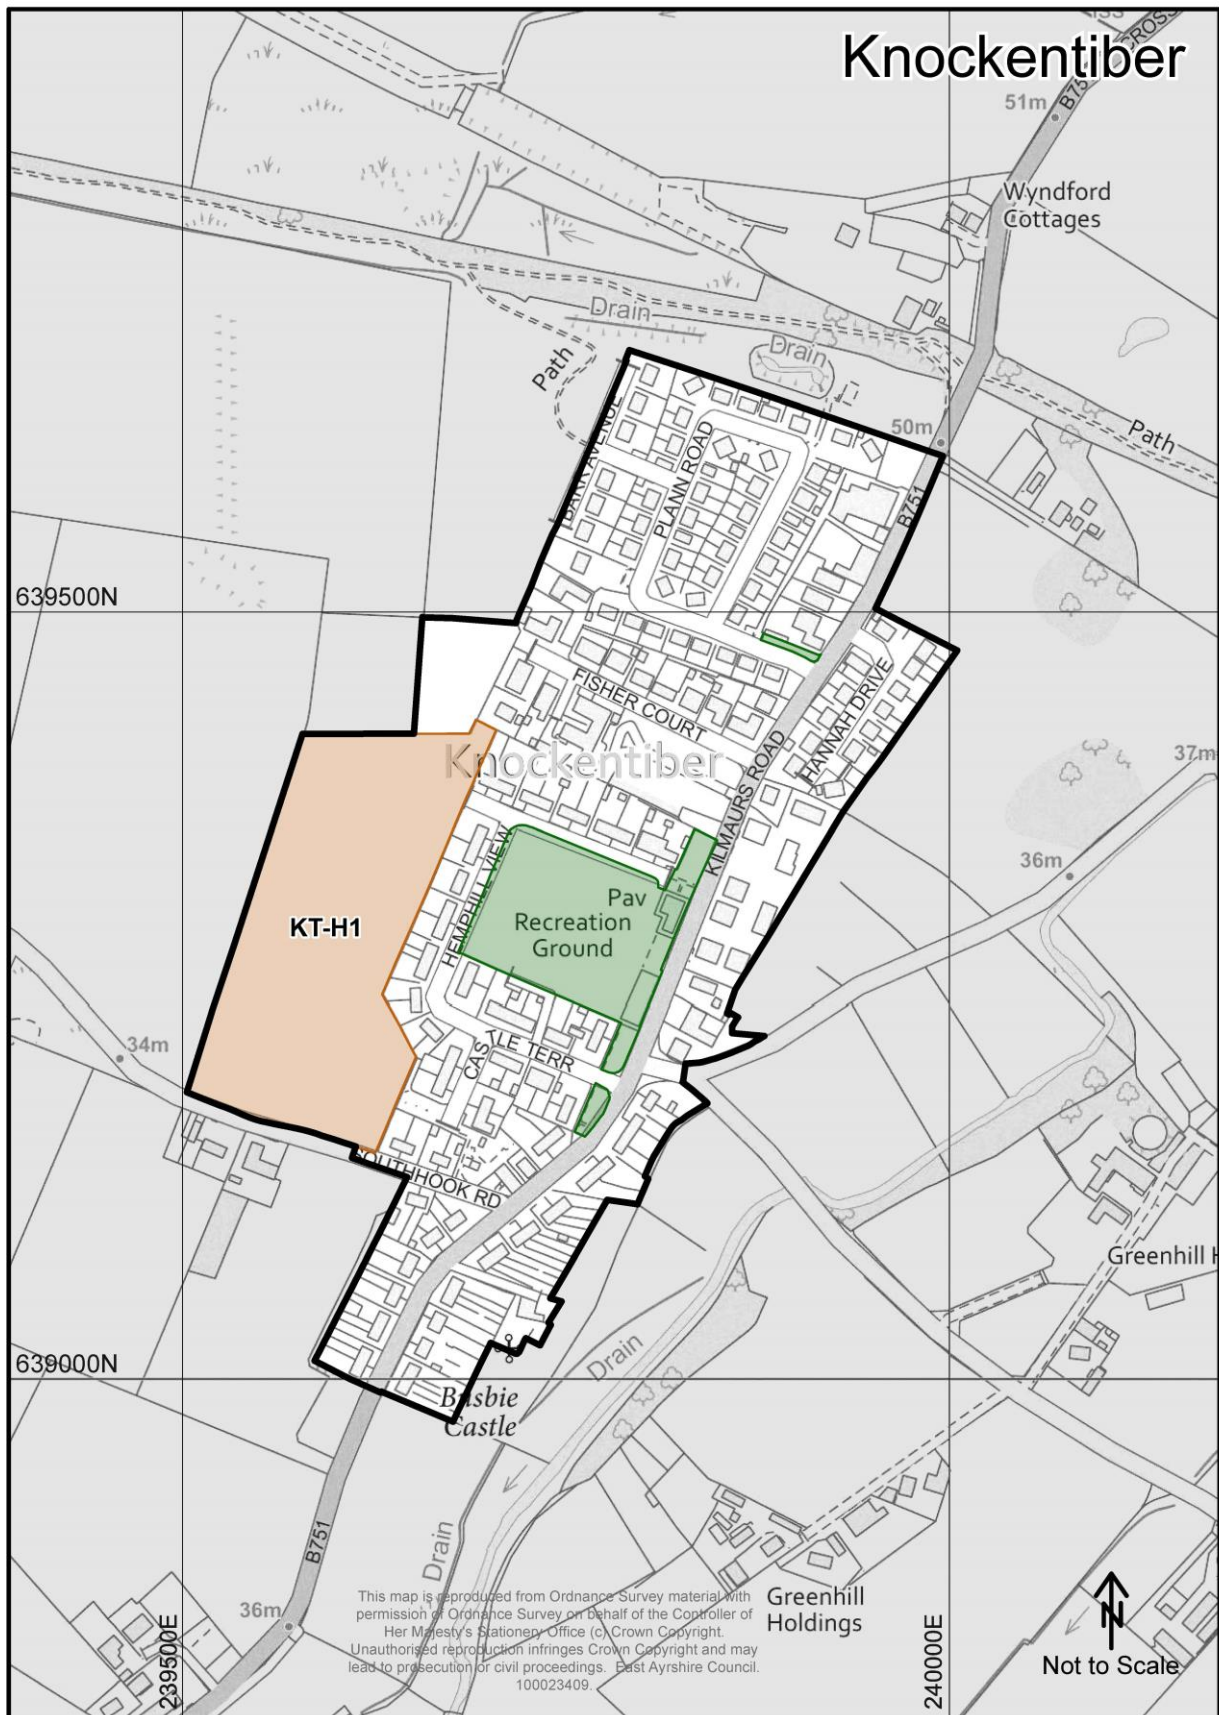 Knockentiber
CROSS
B751
51m
Wyndford
Cottages
Drain
Drain
Path
Path
50m
BARR AVENUE
PLANN ROAD
B751
639500N
FISHER COURT
HANNAH DRIVE
Knockentiber
KILMAURS ROAD
37m
36m
HEMPHILL VIEW
Pav
Recreation
Ground
KT-H1
34m
CASTLE TERR
SOUTHHOOK RD
Greenhill H
639000N
Drain
Busbie
Castle
B751
Drain
36m
Greenhill
Holdings
This map is reproduced from Ordnance Survey material with
permission of Ordnance Survey on behalf of the Controller of
Her Majesty's Stationery Office (c) Crown Copyright.
Unauthorised reproduction infringes Crown Copyright and may
lead to prosecution or civil proceedings. East Ayrshire Council.
100023409.
239500E
240000E
N
Not to Scale